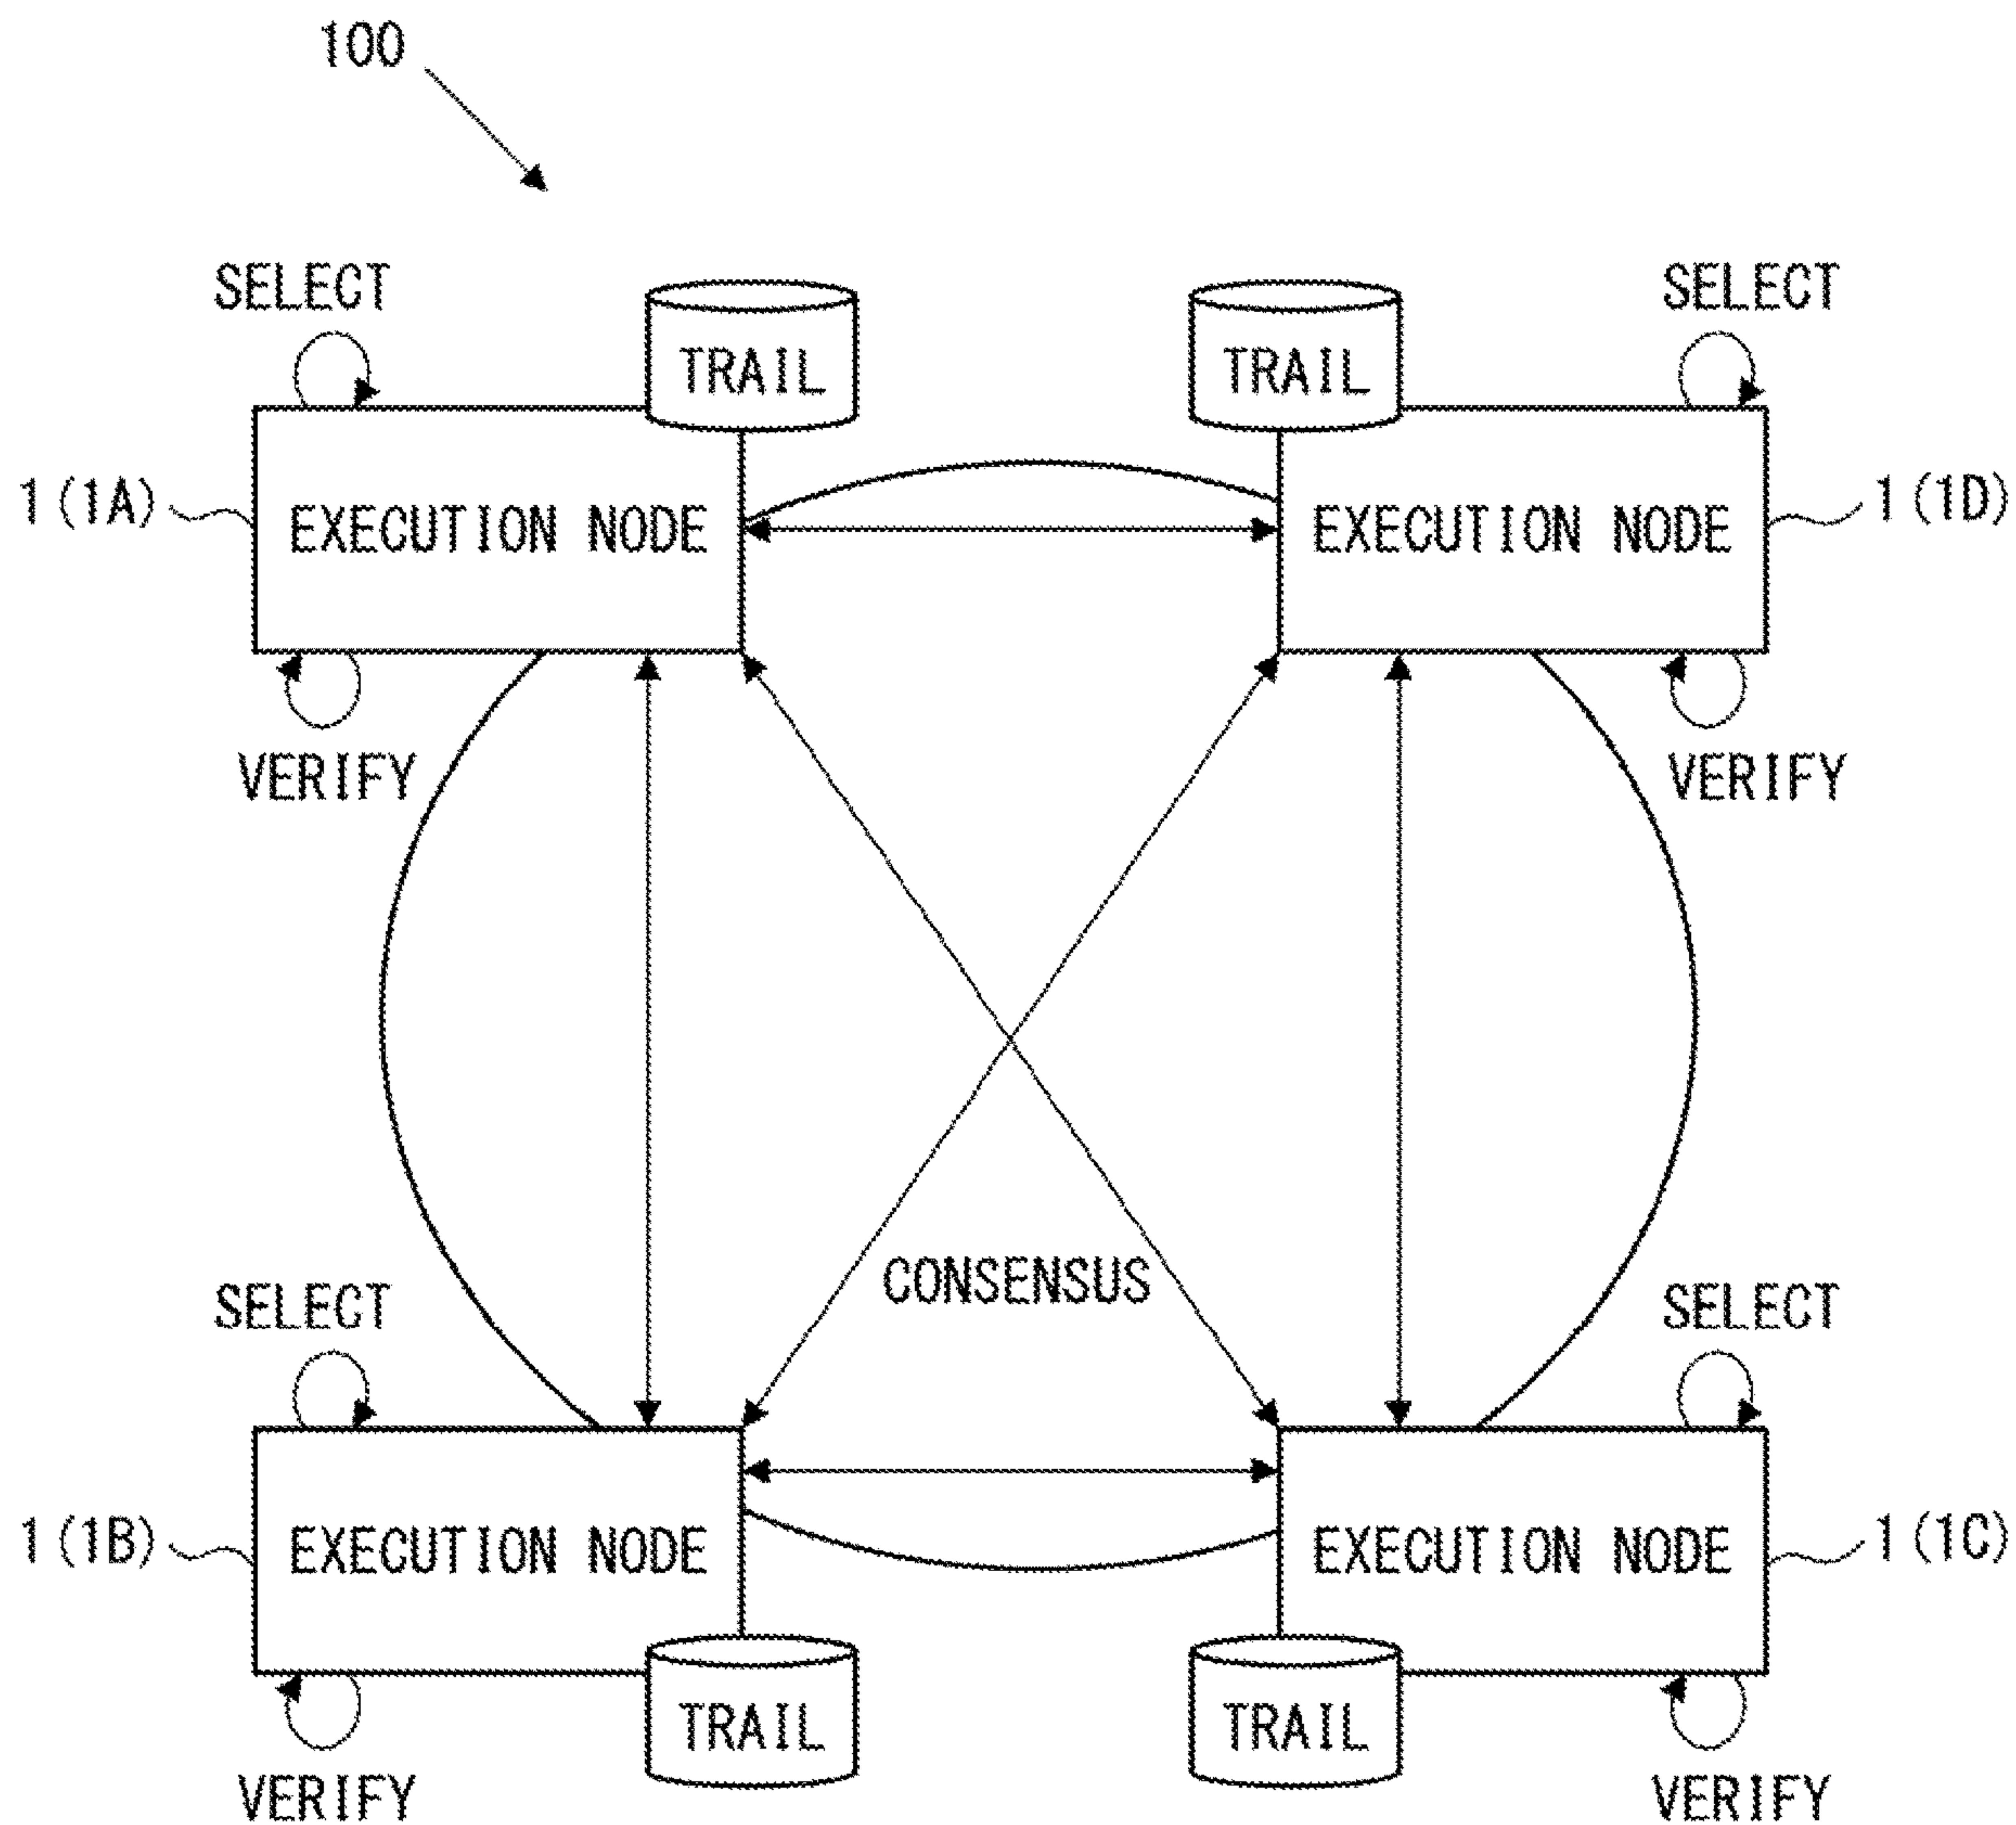 100
SELECT
SELECT
TRAIL
TRAIL
1(1A)
EXECUTION NODE
EXECUTION NODE
1(1D)
VERIFY
VERIFY
CONSENSUS
SELECT
SELECT
1(1B)
EXECUTION NODE
EXECUTION NODE
1(1C)
TRAIL
TRAIL
VERIFY
VERIFY